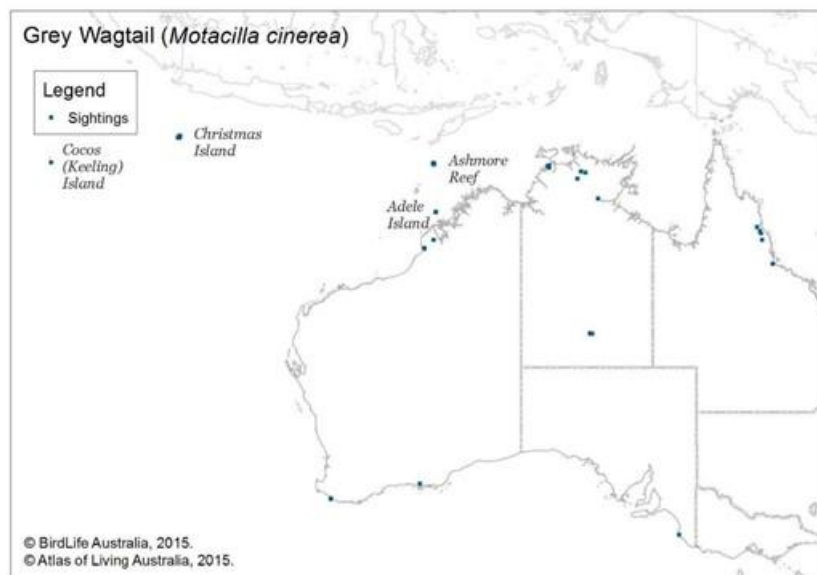 Grey Wagtail (Motacilla cinerea)
Legend
Sightings
Cocos
(Keeling)
Island
Christmas
Island
Ashmore
Reef
Adele
Island
© BirdLife Australia, 2015.
© Atlas of Living Australia, 2015.